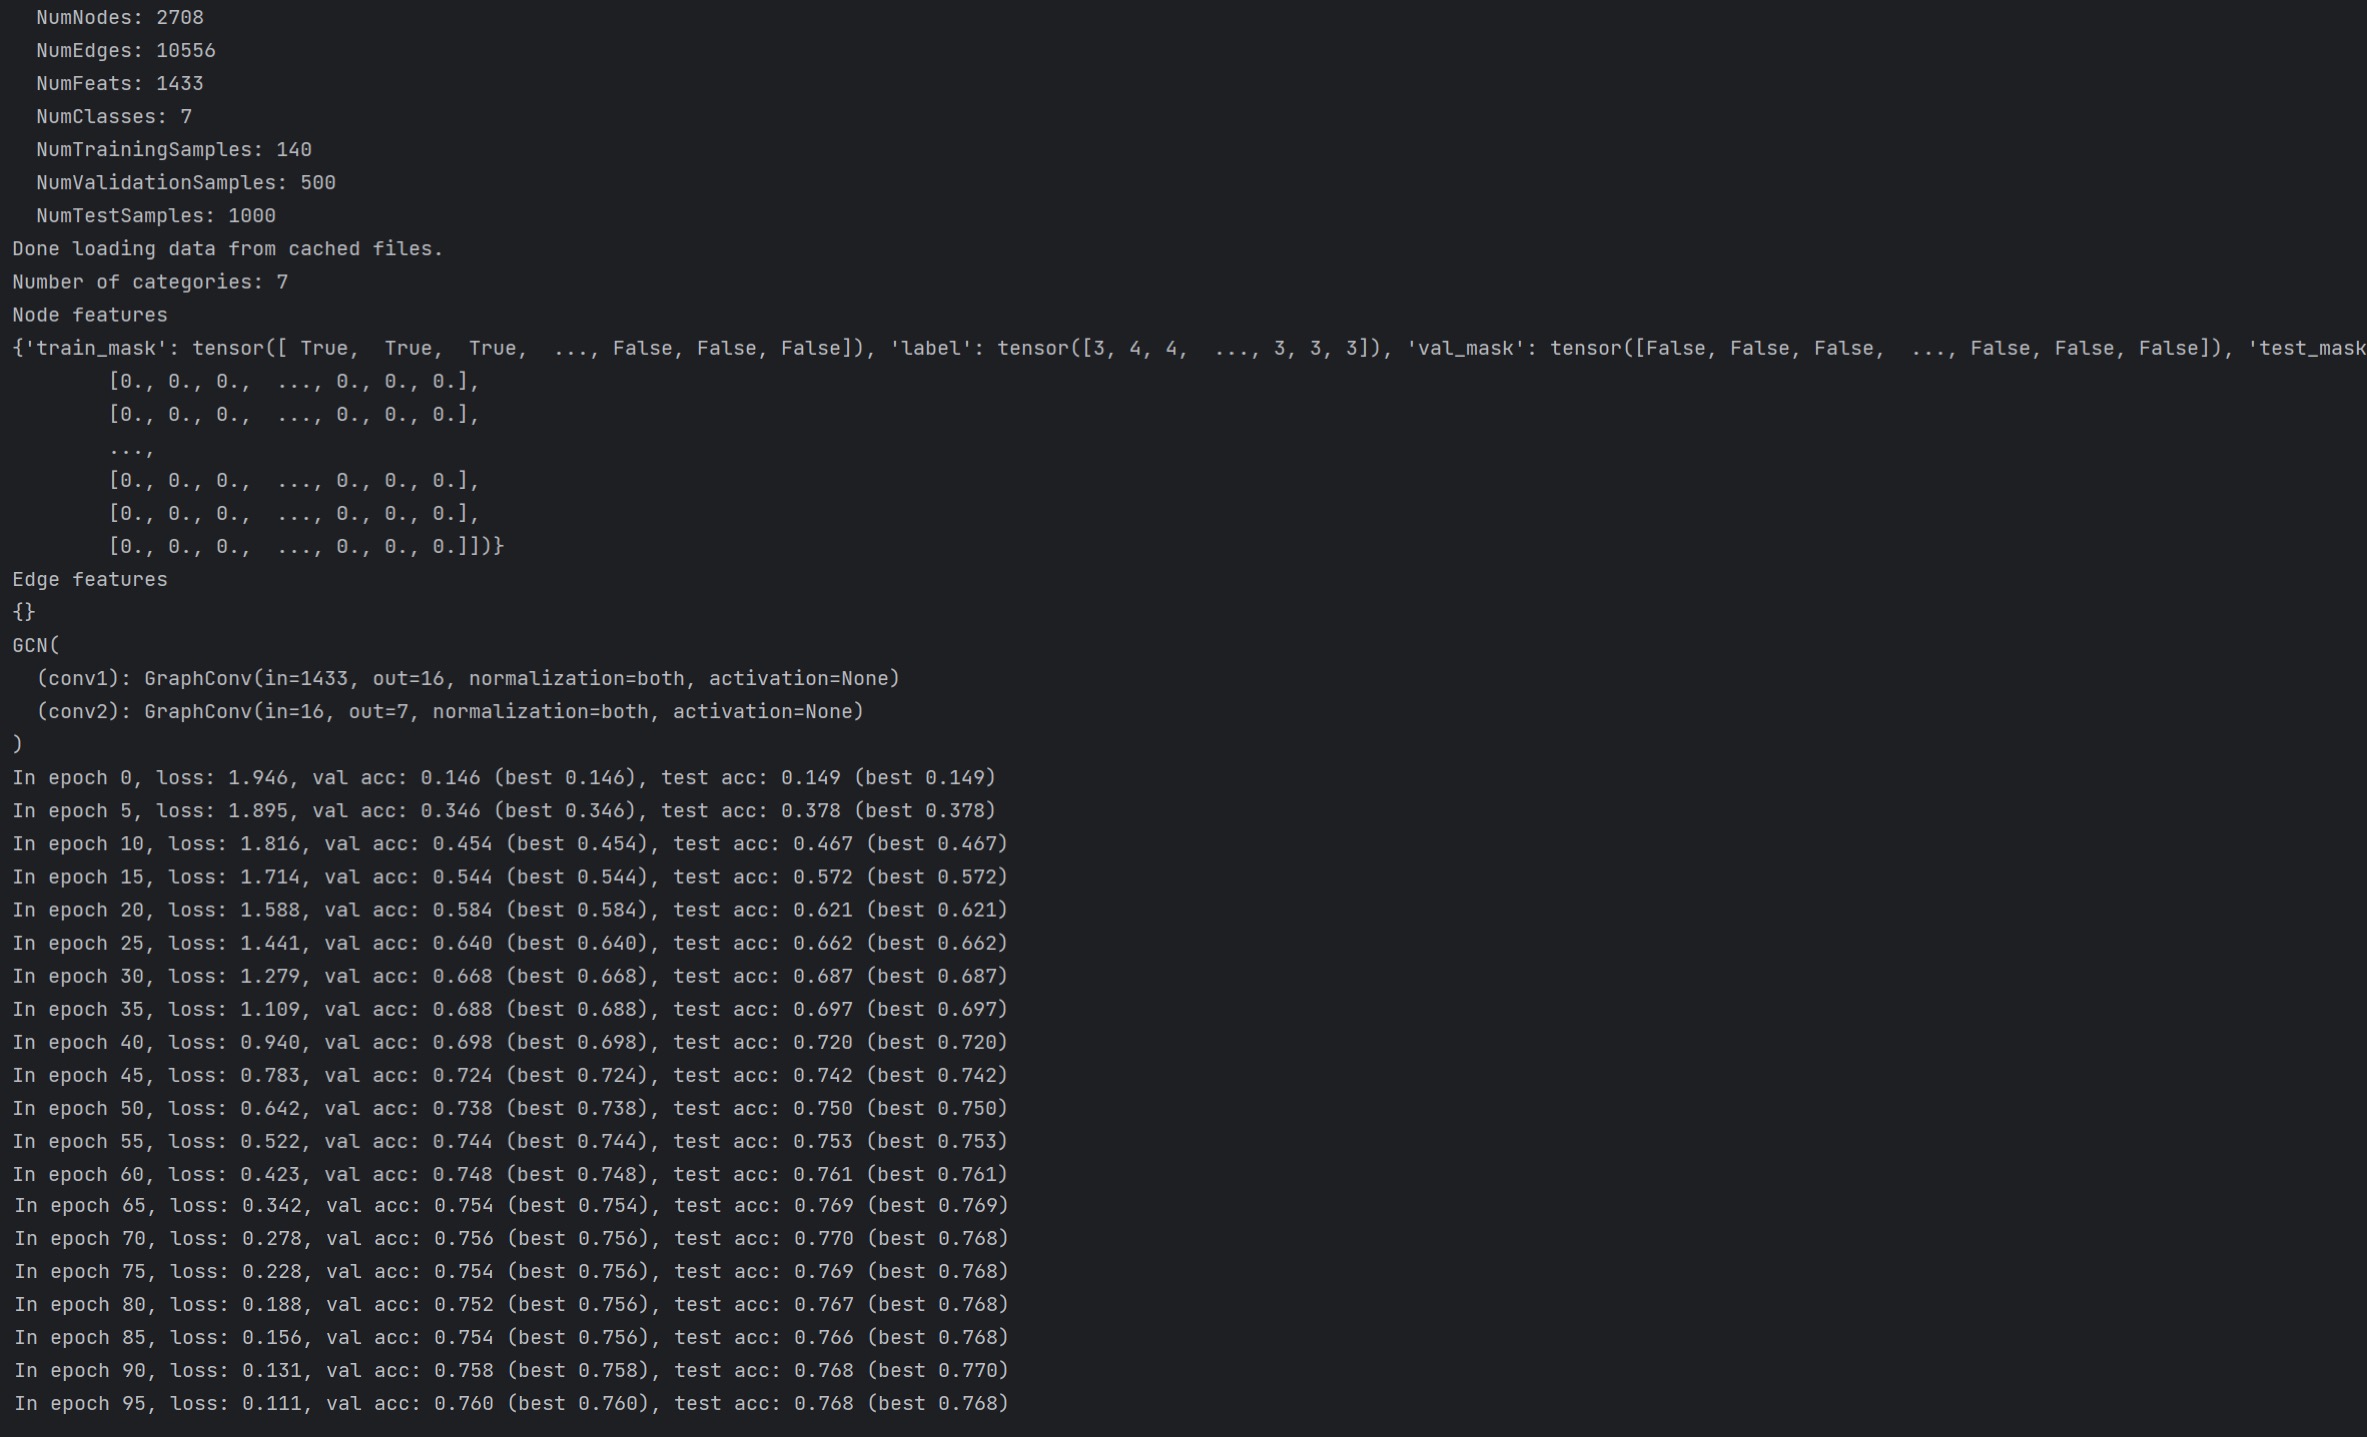 NumNodes: 2708
NumEdges: 10556
NumFeats: 1433
NumClasses: 7
NumTrainingSamples: 140
NumValidationSamples: 500
NumTestSamples: 1000
Done loading data from cached files.
Number of categories: 7
Node features
{'train_mask': tensor([ True,  True,  True,  ..., False, False, False]), 'label': tensor([3, 4, 4,  ..., 3, 3, 3]), 'val_mask': tensor([False, False, False,  ..., False, False, False]), 'test_mask
[0., 0., 0.,  ..., 0., 0., 0.],
[0., 0., 0.,  ..., 0., 0., 0.],
...,
[0., 0., 0.,  ..., 0., 0., 0.],
[0., 0., 0.,  ..., 0., 0., 0.],
[0., 0., 0.,  ..., 0., 0., 0.]])}
Edge features
{}
GCN(
(conv1): GraphConv(in=1433, out=16, normalization=both, activation=None)
(conv2): GraphConv(in=16, out=7, normalization=both, activation=None)
)
In epoch 0, loss: 1.946, val acc: 0.146 (best 0.146), test acc: 0.149 (best 0.149)
In epoch 5, loss: 1.895, val acc: 0.346 (best 0.346), test acc: 0.378 (best 0.378)
In epoch 10, loss: 1.816, val acc: 0.454 (best 0.454), test acc: 0.467 (best 0.467)
In epoch 15, loss: 1.714, val acc: 0.544 (best 0.544), test acc: 0.572 (best 0.572)
In epoch 20, loss: 1.588, val acc: 0.584 (best 0.584), test acc: 0.621 (best 0.621)
In epoch 25, loss: 1.441, val acc: 0.640 (best 0.640), test acc: 0.662 (best 0.662)
In epoch 30, loss: 1.279, val acc: 0.668 (best 0.668), test acc: 0.687 (best 0.687)
In epoch 35, loss: 1.109, val acc: 0.688 (best 0.688), test acc: 0.697 (best 0.697)
In epoch 40, loss: 0.940, val acc: 0.698 (best 0.698), test acc: 0.720 (best 0.720)
In epoch 45, loss: 0.783, val acc: 0.724 (best 0.724), test acc: 0.742 (best 0.742)
In epoch 50, loss: 0.642, val acc: 0.738 (best 0.738), test acc: 0.750 (best 0.750)
In epoch 55, loss: 0.522, val acc: 0.744 (best 0.744), test acc: 0.753 (best 0.753)
In epoch 60, loss: 0.423, val acc: 0.748 (best 0.748), test acc: 0.761 (best 0.761)
In epoch 65, loss: 0.342, val acc: 0.754 (best 0.754), test acc: 0.769 (best 0.769)
In epoch 70, loss: 0.278, val acc: 0.756 (best 0.756), test acc: 0.770 (best 0.768)
In epoch 75, loss: 0.228, val acc: 0.754 (best 0.756), test acc: 0.769 (best 0.768)
In epoch 80, loss: 0.188, val acc: 0.752 (best 0.756), test acc: 0.767 (best 0.768)
In epoch 85, loss: 0.156, val acc: 0.754 (best 0.756), test acc: 0.766 (best 0.768)
In epoch 90, loss: 0.131, val acc: 0.758 (best 0.758), test acc: 0.768 (best 0.770)
In epoch 95, loss: 0.111, val acc: 0.760 (best 0.760), test acc: 0.768 (best 0.768)